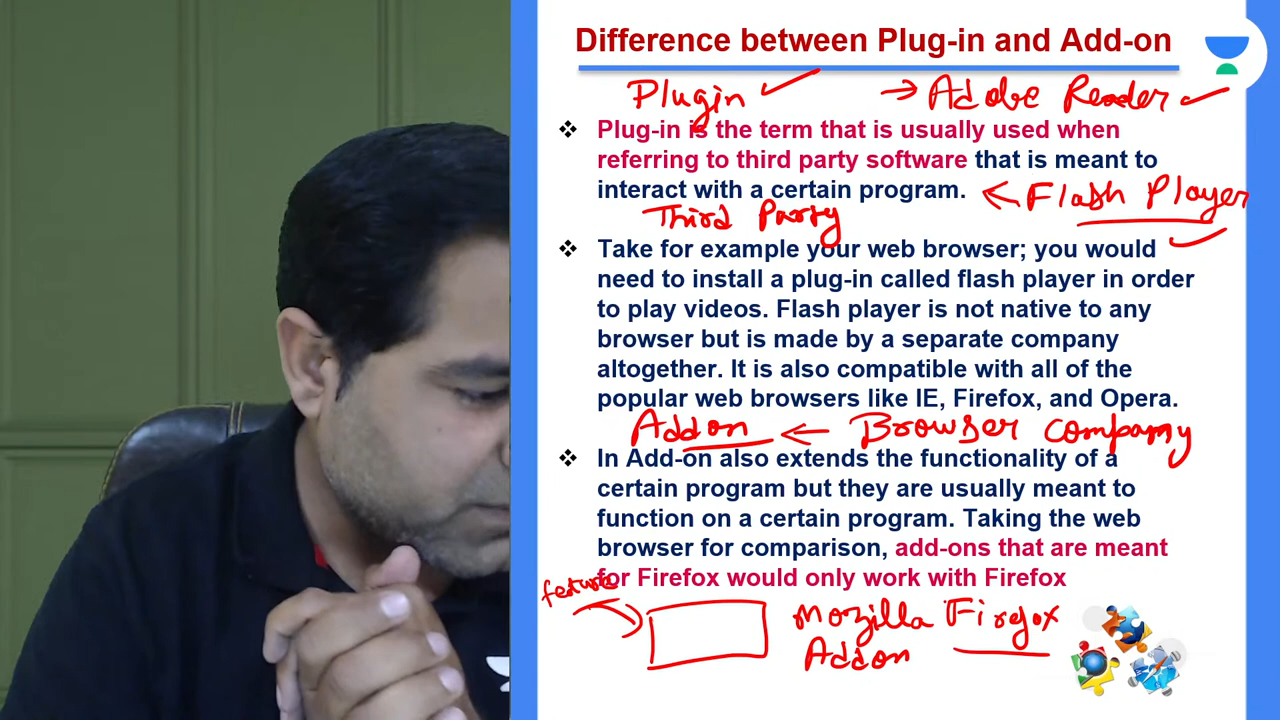 Difference between Plug-in and Add-on
Plugin → Adobe Reader
Plug-in is the term that is usually used when
referring to third party software that is meant to
interact with a certain program. ← Flash Player
Third Party
Take for example your web browser; you would
need to install a plug-in called flash player in order
to play videos. Flash player is not native to any
browser but is made by a separate company
altogether. It is also compatible with all of the
popular web browsers like IE, Firefox, and Opera.
Addon ← Browser company
In Add-on also extends the functionality of a
certain program but they are usually meant to
function on a certain program. Taking the web
browser for comparison, add-ons that are meant
for Firefox would only work with Firefox
feature
Mozilla Firefox
Addon